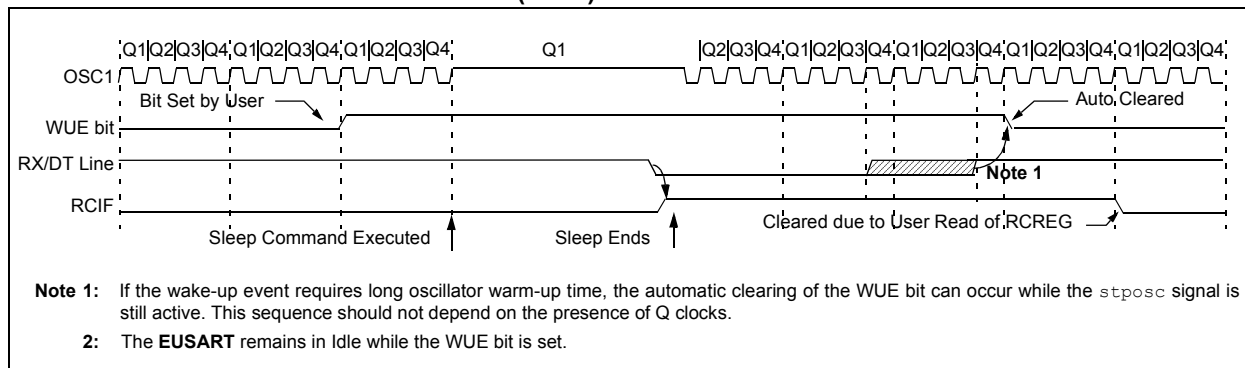 Q1|Q2|Q3|Q4 Q1|Q2|Q3|Q4 Q1|Q2|Q3|Q4 Q1 |Q2|Q3|Q4 Q1|Q2|Q3|Q4 Q1|Q2|Q3|Q4 Q1|Q2|Q3|Q4 Q1|Q2|Q3|Q4
OSC1
Bit Set by User Auto Cleared
WUE bit
RX/DT Line
Note 1
RCIF
Cleared due to User Read of RCREG
Sleep Command Executed Sleep Ends
Note 1: If the wake-up event requires long oscillator warm-up time, the automatic clearing of the WUE bit can occur while the stposc signal is
still active. This sequence should not depend on the presence of Q clocks.
2: The EUSART remains in Idle while the WUE bit is set.